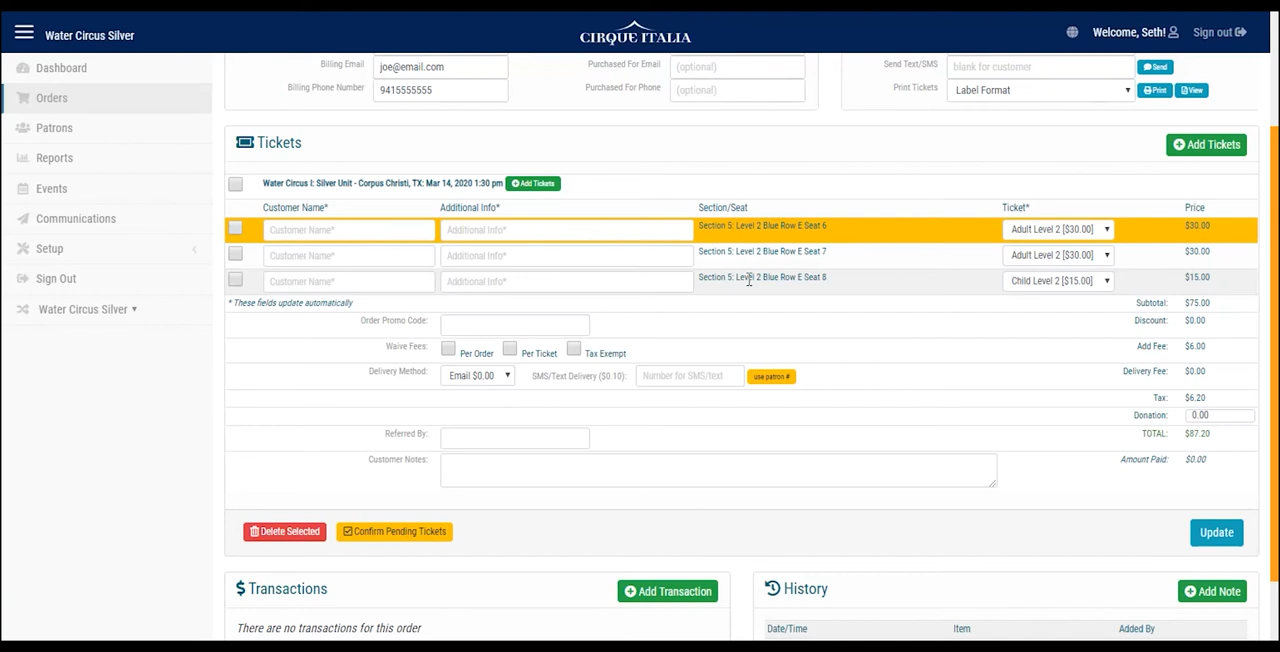 Water Circus Silver
CIRQUE ITALIA
Welcome, Seth!
Sign out
Dashboard
Orders
Patrons
Reports
Events
Communications
Setup
Sign Out
Water Circus Silver
Billing Email joe@email.com Purchased For Email (optional) Send Text/SMS blank for customer Send
Billing Phone Number 9415555555 Purchased For Phone (optional) Print Tickets Label Format Print View
Tickets Add Tickets
Water Circus I: Silver Unit - Corpus Christi, TX: Mar 14, 2020 1:30 pm Add Tickets
Customer Name* Additional Info* Section/Seat Ticket* Price
Customer Name* Additional Info* Section 5: Level 2 Blue Row E Seat 6 Adult Level 2 [$30.00] $30.00
Customer Name* Additional Info* Section 5: Level 2 Blue Row E Seat 7 Adult Level 2 [$30.00] $30.00
Customer Name* Additional Info* Section 5: Level 2 Blue Row E Seat 8 Child Level 2 [$15.00] $15.00
* These fields update automatically Subtotal: $75.00
Order Promo Code: Discount: $0.00
Waive Fees: Per Order Per Ticket Tax Exempt Add Fee: $6.00
Delivery Method: Email $0.00 SMS/Text Delivery ($0.10): Number for SMS/text use patron # Delivery Fee: $0.00
Tax: $6.20
Donation: 0.00
Referred By: TOTAL: $87.20
Customer Notes: Amount Paid: $0.00
Delete Selected Confirm Pending Tickets Update
Transactions Add Transaction
There are no transactions for this order
History Add Note
Date/Time Item Added By